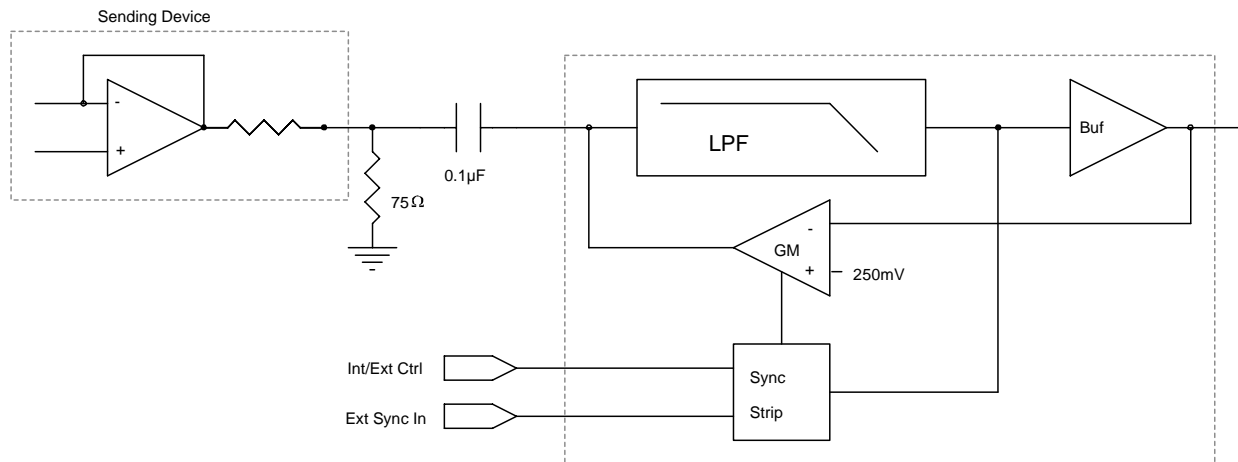 Sending Device
-
+
75Ω
0.1µF
LPF
Buf
-
GM
+
250mV
Int/Ext Ctrl
Ext Sync In
Sync
Strip